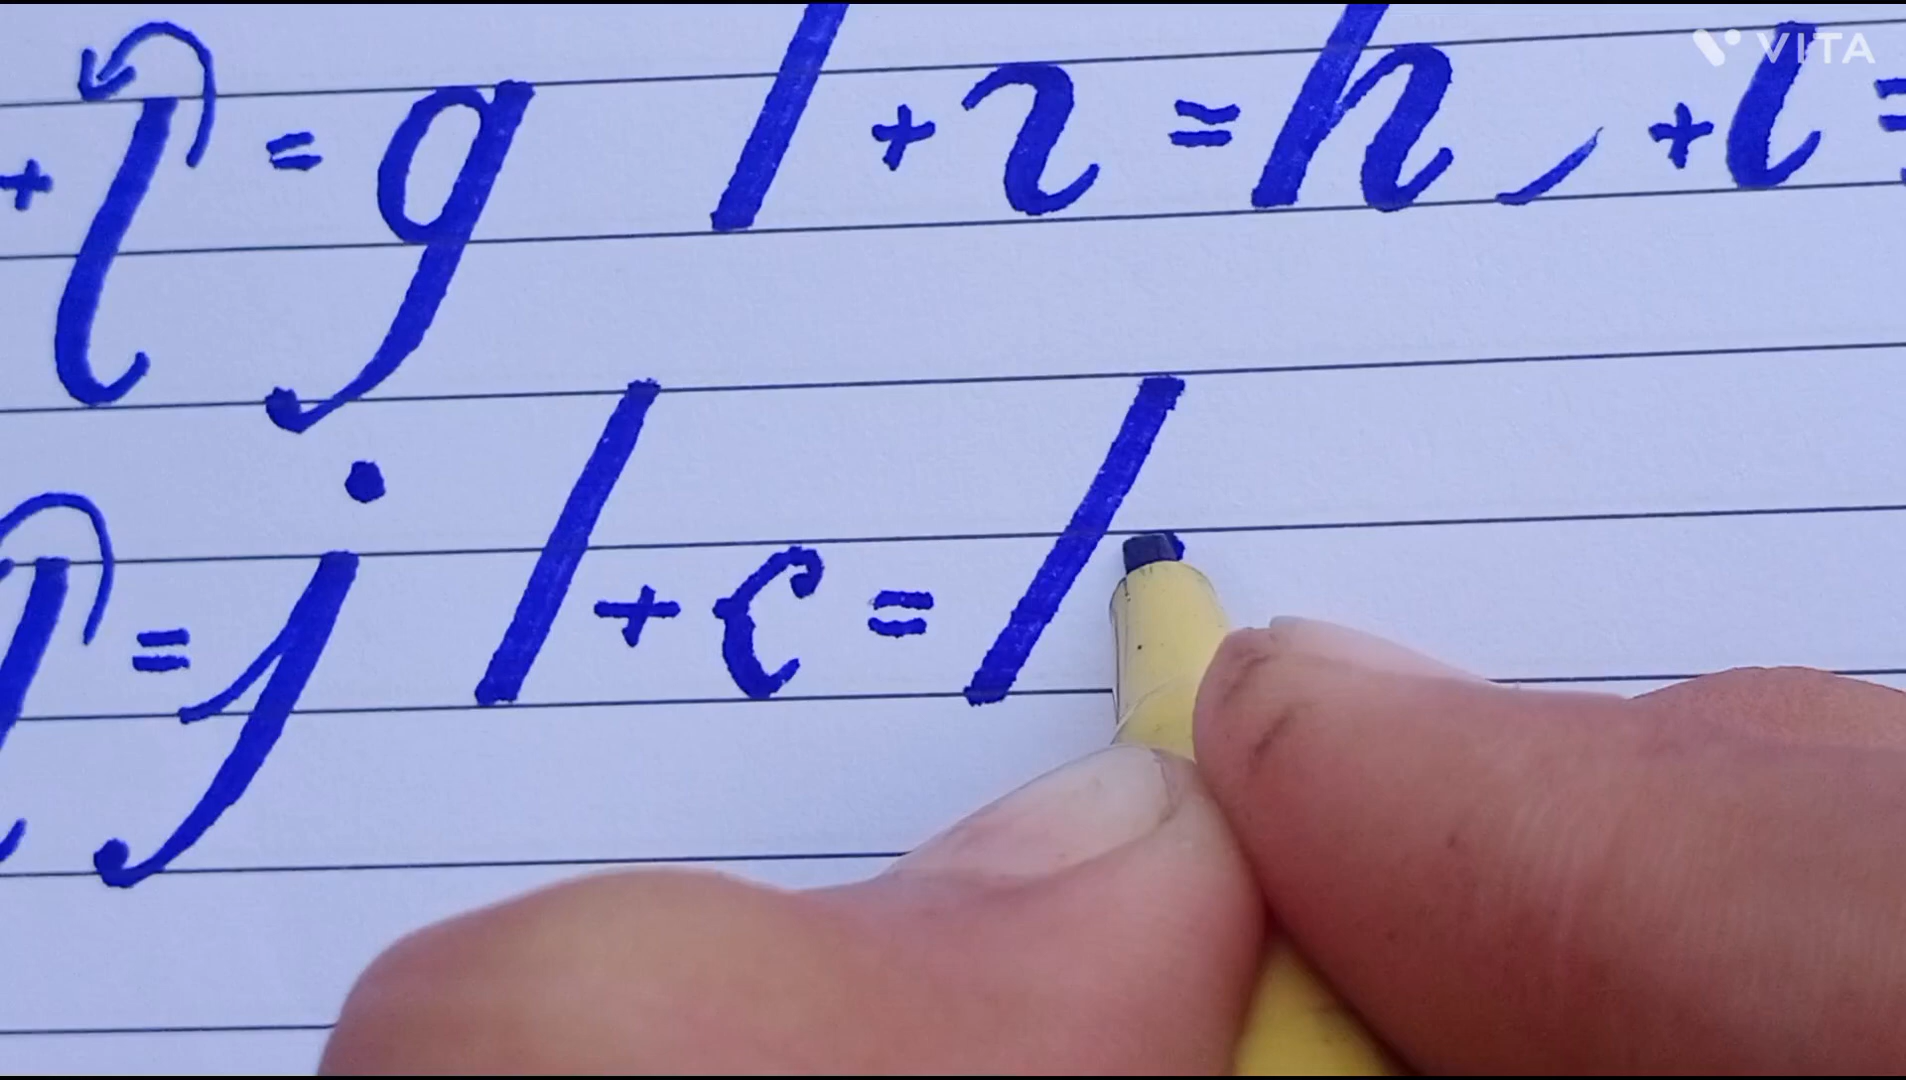 VITA
+ l = g l + r = h, + l =
l = j l + c = l